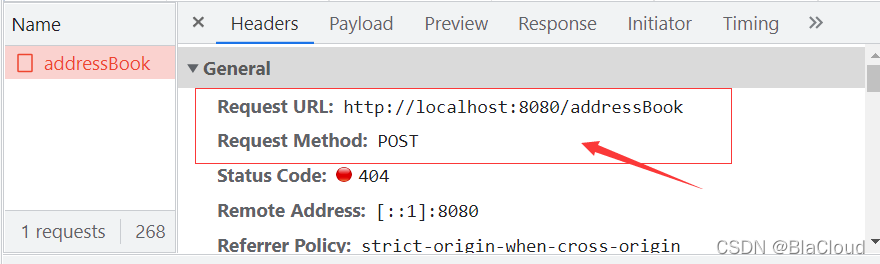 Name
× Headers Payload Preview Response Initiator Timing »
addressBook
▼ General
Request URL: http://localhost:8080/addressBook
Request Method: POST
Status Code: 404
Remote Address: [::1]:8080
1 requests 268
Referrer Policy: strict-origin-when-cross-origin
CSDN @BlaCloud